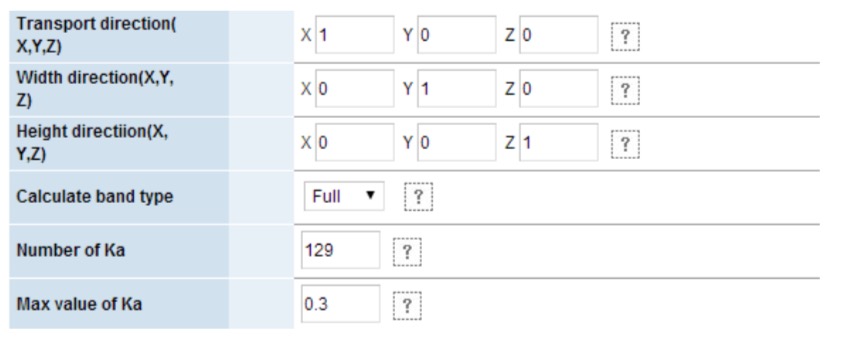 Transport direction(
X,Y,Z)
X 1 Y 0 Z 0 ?
Width direction(X,Y,
Z)
X 0 Y 1 Z 0 ?
Height directiion(X,
Y,Z)
X 0 Y 0 Z 1 ?
Calculate band type Full ▼ ?
Number of Ka 129 ?
Max value of Ka 0.3 ?